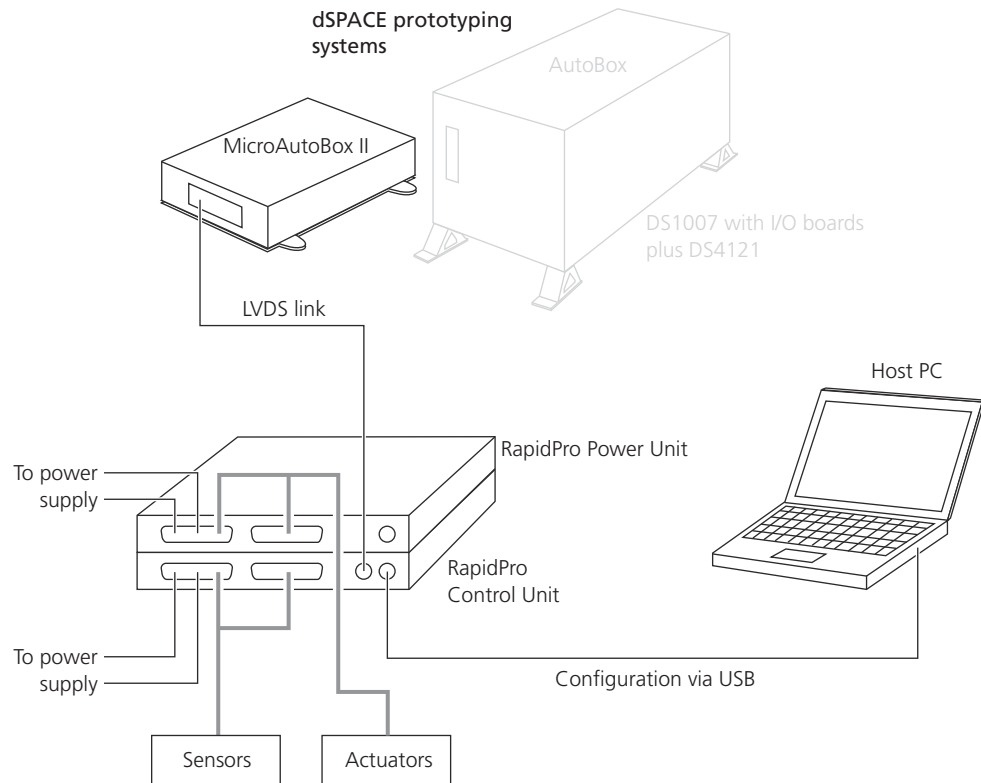 dSPACE prototyping
systems
AutoBox
MicroAutoBox II
DS1007 with I/O boards
plus DS4121
LVDS link
Host PC
RapidPro Power Unit
To power
supply
RapidPro
Control Unit
To power
supply
Configuration via USB
Sensors
Actuators